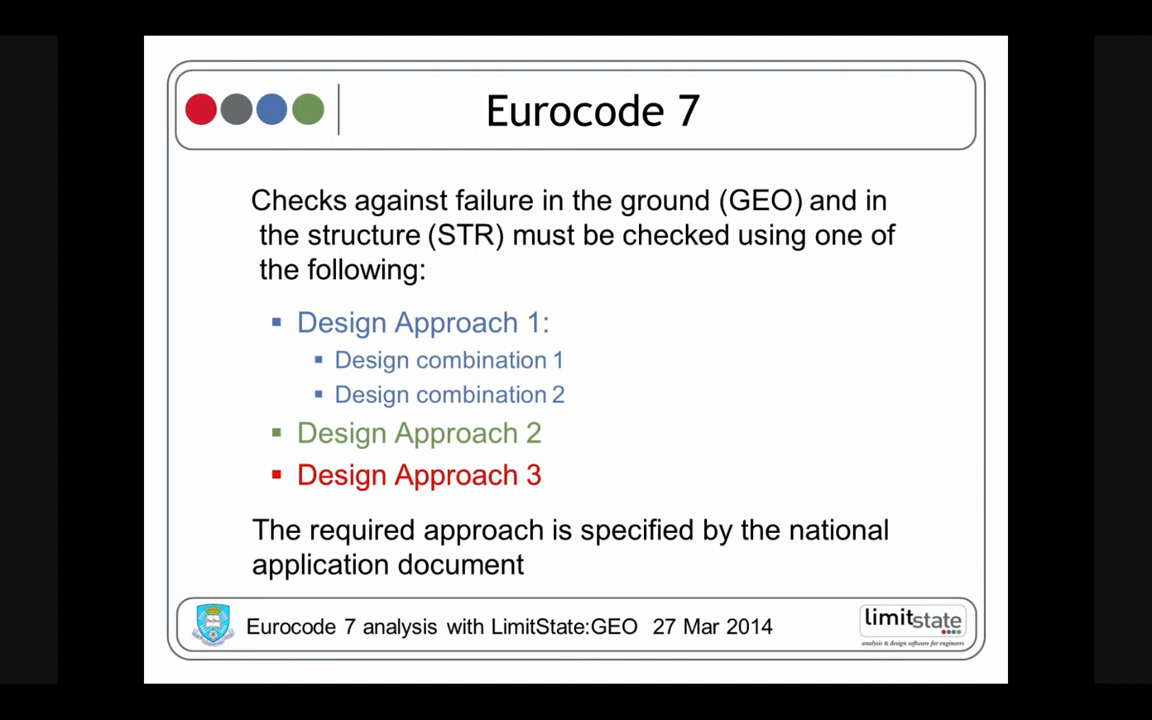 Eurocode 7
Checks against failure in the ground (GEO) and in
the structure (STR) must be checked using one of
the following:
Design Approach 1:
Design combination 1
Design combination 2
Design Approach 2
Design Approach 3
The required approach is specified by the national
application document
Eurocode 7 analysis with LimitState:GEO 27 Mar 2014
limitstate
analysis & design software for engineers